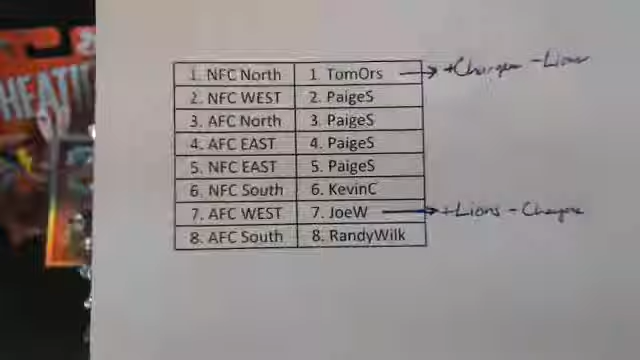 HEATI
1. NFC North 1. TomOrs → +Chargers -Lions
2. NFC WEST 2. PaigeS
3. AFC North 3. PaigeS
4. AFC EAST 4. PaigeS
5. NFC EAST 5. PaigeS
6. NFC South 6. KevinC
7. AFC WEST 7. JoeW → +Lions - Chargers
8. AFC South 8. RandyWilk